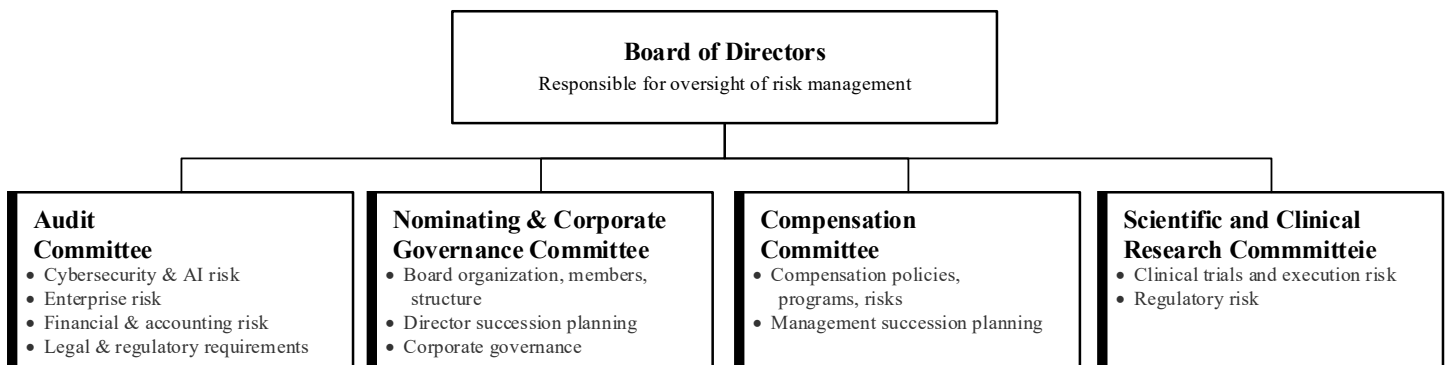 Board of Directors
Responsible for oversight of risk management
Audit
Committee
• Cybersecurity & AI risk
• Enterprise risk
• Financial & accounting risk
• Legal & regulatory requirements
Nominating & Corporate
Governance Committee
• Board organization, members,
structure
• Director succession planning
• Corporate governance
Compensation
Committee
• Compensation policies,
programs, risks
• Management succession planning
Scientific and Clinical
Research Commmitteie
• Clinical trials and execution risk
• Regulatory risk